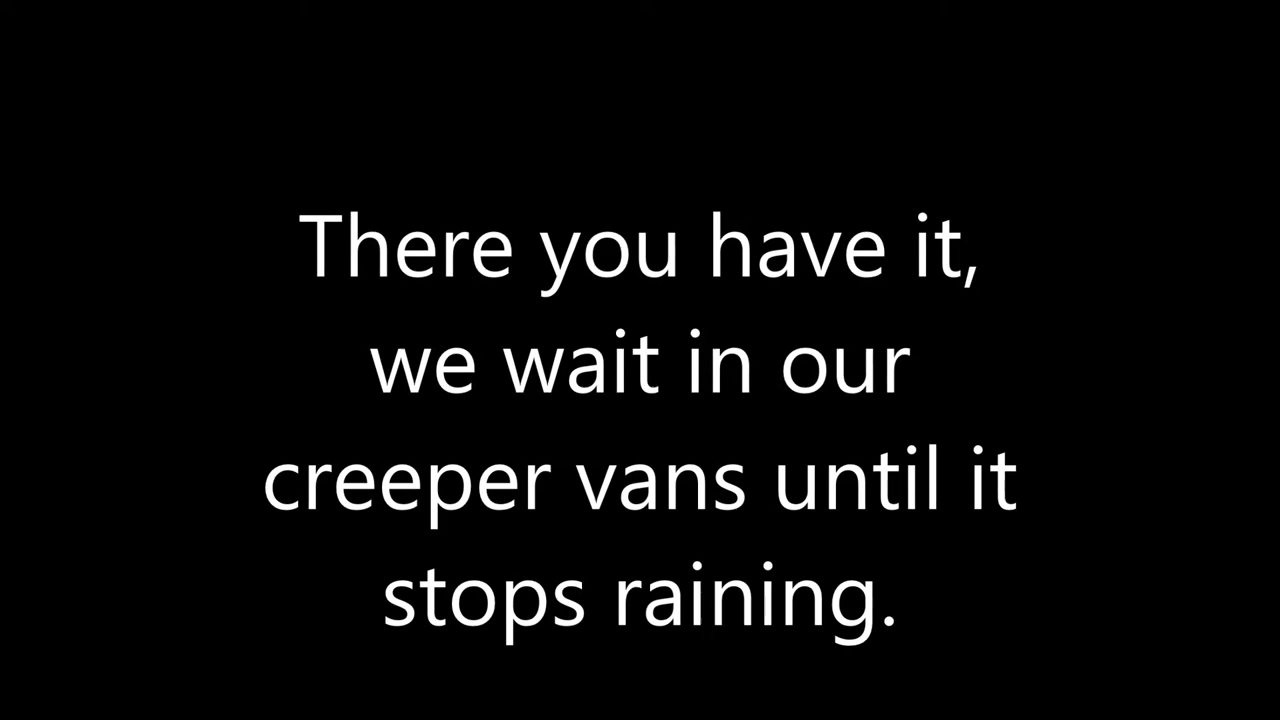 There you have it,
we wait in our
creeper vans until it
stops raining.